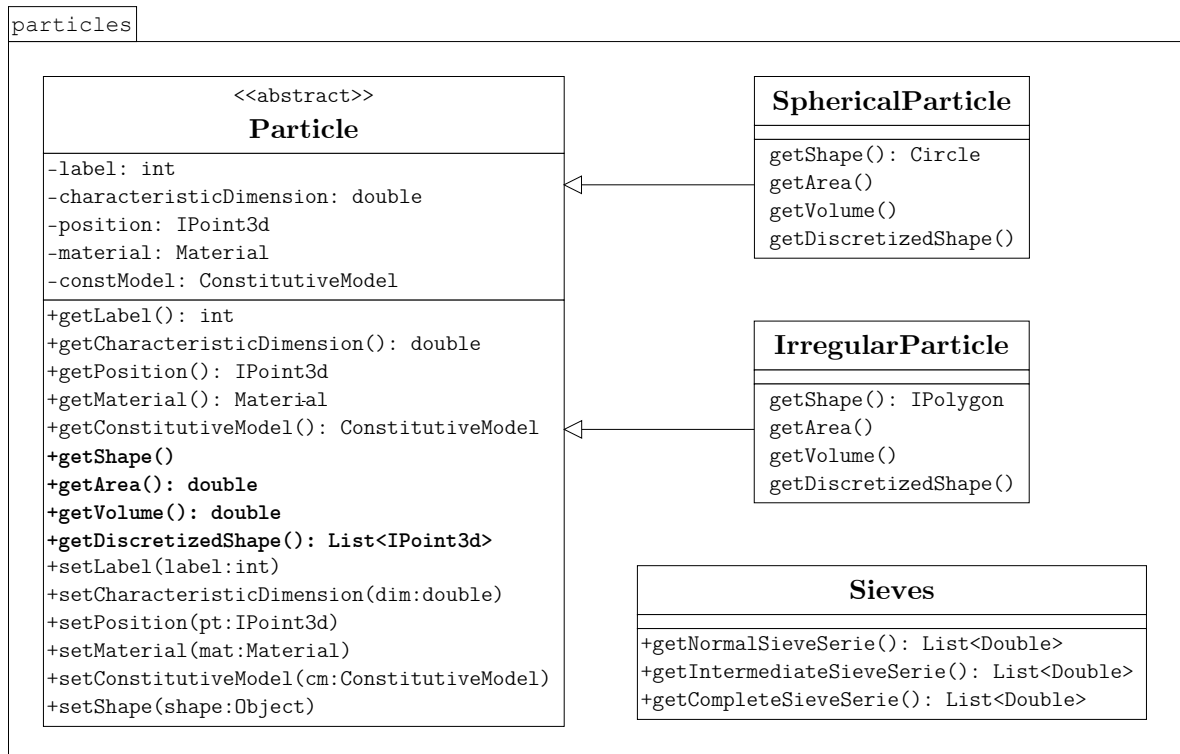 particles
<<abstract>>
Particle
-label: int
-characteristicDimension: double
-position: IPoint3d
-material: Material
-constModel: ConstitutiveModel
+getLabel(): int
+getCharacteristicDimension(): double
+getPosition(): IPoint3d
+getMaterial(): Material
+getConstitutiveModel(): ConstitutiveModel
+getShape()
+getArea(): double
+getVolume(): double
+getDiscretizedShape(): List<IPoint3d>
+setLabel(label:int)
+setCharacteristicDimension(dim:double)
+setPosition(pt:IPoint3d)
+setMaterial(mat:Material)
+setConstitutiveModel(cm:ConstitutiveModel)
+setShape(shape:Object)
SphericalParticle
getShape(): Circle
getArea()
getVolume()
getDiscretizedShape()
IrregularParticle
getShape(): IPolygon
getArea()
getVolume()
getDiscretizedShape()
Sieves
+getNormalSieveSerie(): List<Double>
+getIntermediateSieveSerie(): List<Double>
+getCompleteSieveSerie(): List<Double>